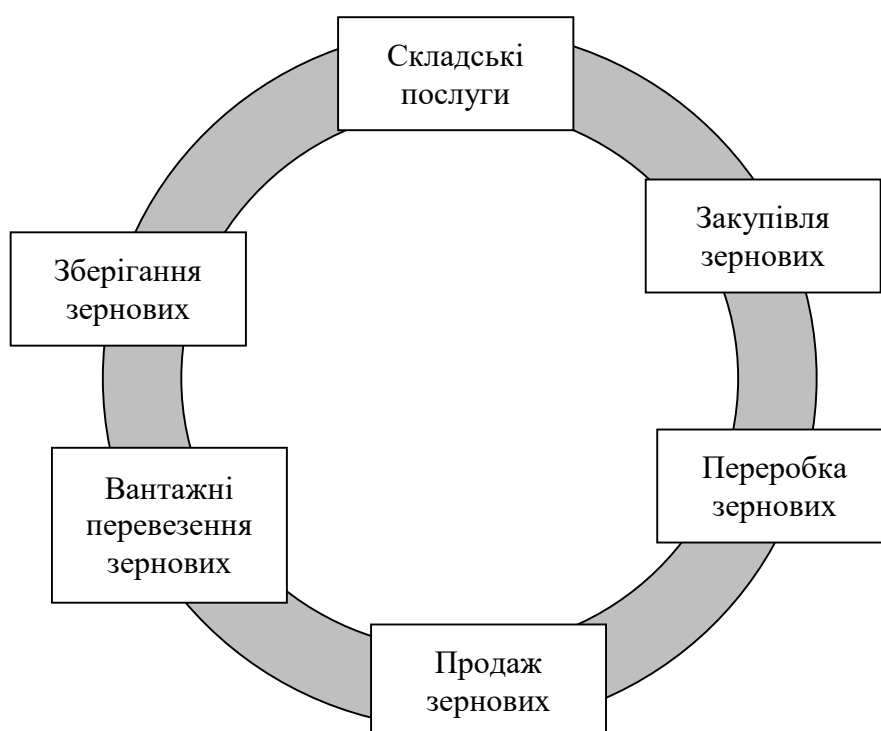 Складські
послуги
Закупівля
зернових
Зберігання
зернових
Переробка
зернових
Вантажні
перевезення
зернових
Продаж
зернових